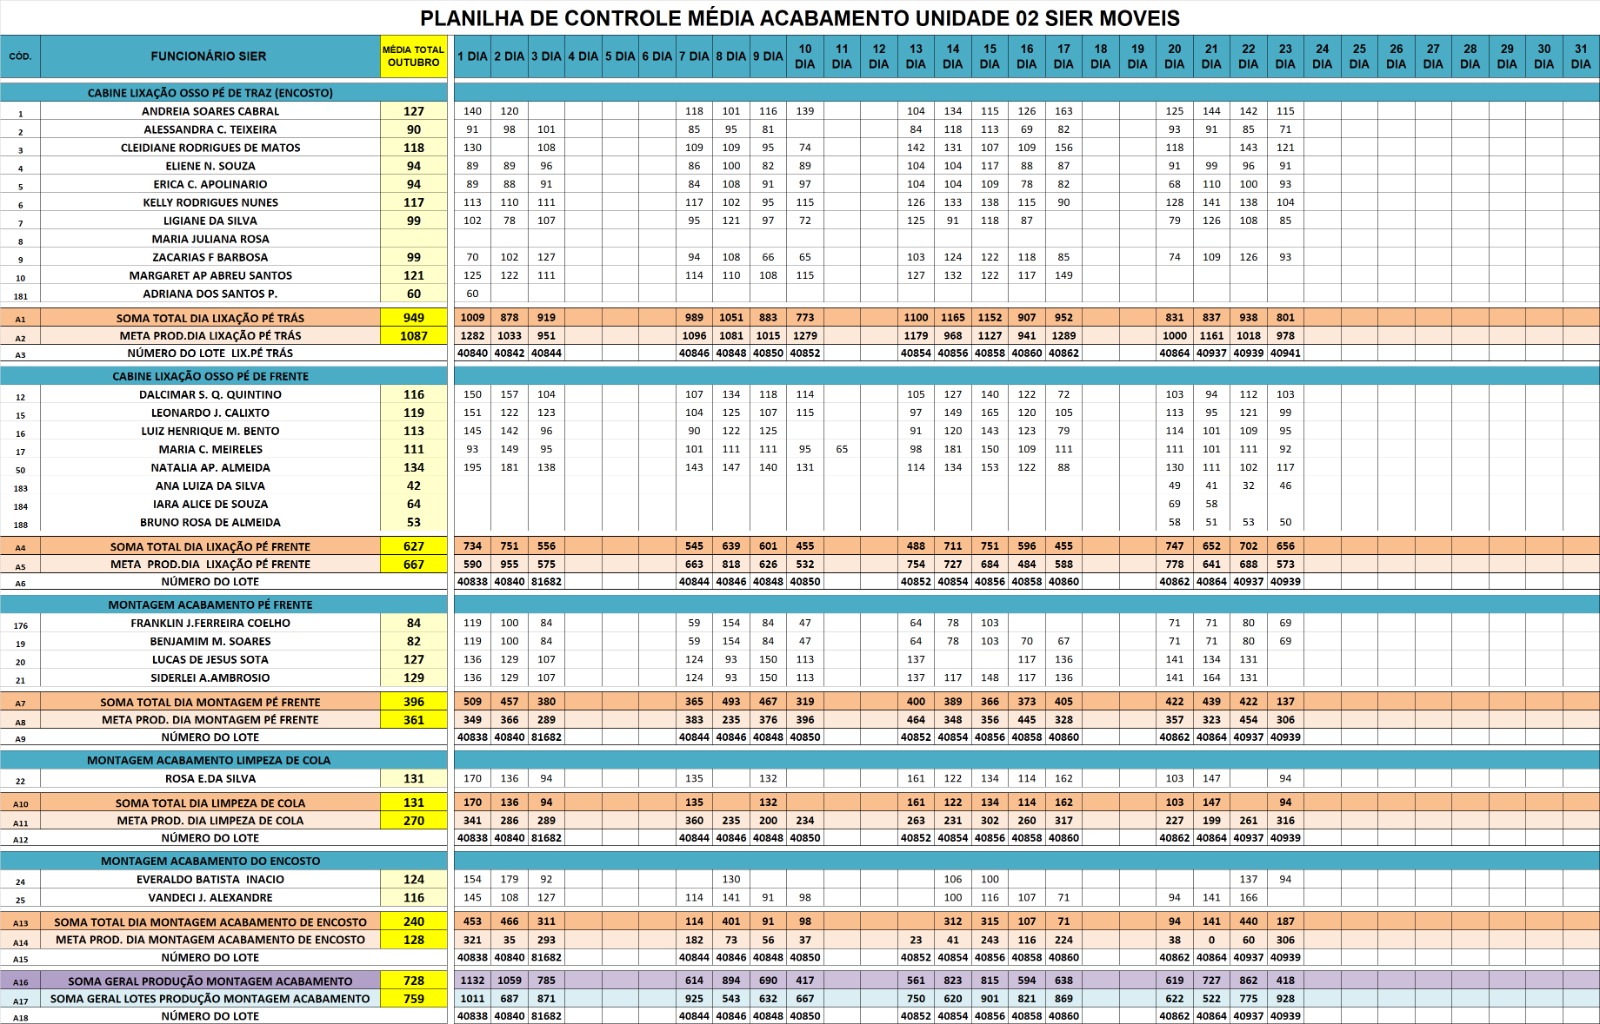 PLANILHA DE CONTROLE MÉDIA ACABAMENTO UNIDADE 02 SIER MOVEIS
CÓD. FUNCIONÁRIO SIER MÉDIA TOTAL OUTUBRO 1 DIA 2 DIA 3 DIA 4 DIA 5 DIA 6 DIA 7 DIA 8 DIA 9 DIA 10 DIA 11 DIA 12 DIA 13 DIA 14 DIA 15 DIA 16 DIA 17 DIA 18 DIA 19 DIA 20 DIA 21 DIA 22 DIA 23 DIA 24 DIA 25 DIA 26 DIA 27 DIA 28 DIA 29 DIA 30 DIA 31 DIA
CABINE LIXAÇÃO OSSO PÉ DE TRAZ (ENCOSTO)
1 ANDREIA SOARES CABRAL 127 140 120 118 101 116 139 104 134 115 126 163 125 144 142 115
2 ALESSANDRA C. TEIXEIRA 90 91 98 101 85 95 81 84 118 113 69 82 93 91 85 71
3 CLEIDIANE RODRIGUES DE MATOS 118 130 108 109 109 95 74 142 131 107 109 156 118 143 121
4 ELIENE N. SOUZA 94 89 89 96 86 100 82 89 104 104 117 88 87 91 99 96 91
5 ERICA C. APOLINARIO 94 89 88 91 84 108 91 97 104 104 109 78 82 68 110 100 93
6 KELLY RODRIGUES NUNES 117 113 110 111 117 102 95 115 126 133 138 115 90 128 141 138 104
7 LIGIANE DA SILVA 99 102 78 107 95 121 97 72 125 91 118 87 79 126 108 85
8 MARIA JULIANA ROSA
9 ZACARIAS F BARBOSA 99 70 102 127 94 108 66 65 103 124 122 118 85 74 109 126 93
10 MARGARET AP ABREU SANTOS 121 125 122 111 114 110 108 115 127 132 122 117 149
181 ADRIANA DOS SANTOS P. 60 60
A1 SOMA TOTAL DIA LIXAÇÃO PÉ TRÁS 949 1009 878 919 989 1051 883 773 1100 1165 1152 907 952 831 837 938 801
A2 META PROD.DIA LIXAÇÃO PÉ TRÁS 1087 1282 1033 951 1096 1081 1015 1279 1179 968 1127 941 1289 1000 1161 1018 978
A3 NÚMERO DO LOTE LIX.PÉ TRÁS 40840 40842 40844 40846 40848 40850 40852 40854 40856 40858 40860 40862 40864 40937 40939 40941
CABINE LIXAÇÃO OSSO PÉ DE FRENTE
12 DALCIMAR S. Q. QUINTINO 116 150 157 104 107 134 118 114 105 127 140 122 72 103 94 112 103
15 LEONARDO J. CALIXTO 119 151 122 123 104 125 107 115 97 149 165 120 105 113 95 121 99
16 LUIZ HENRIQUE M. BENTO 113 145 142 96 90 122 125 91 120 143 123 79 114 101 109 95
17 MARIA C. MEIRELES 111 93 149 95 101 111 111 95 65 98 181 150 109 111 111 101 111 92
50 NATALIA AP. ALMEIDA 134 195 181 138 143 147 140 131 114 134 153 122 88 130 111 102 117
183 ANA LUIZA DA SILVA 42 49 41 32 46
184 IARA ALICE DE SOUZA 64 69 58
188 BRUNO ROSA DE ALMEIDA 53 58 51 53 50
A4 SOMA TOTAL DIA LIXAÇÃO PÉ FRENTE 627 734 751 556 545 639 601 455 488 711 751 596 455 747 652 702 656
A5 META PROD.DIA LIXAÇÃO PÉ FRENTE 667 590 955 575 663 818 626 532 754 727 684 484 588 778 641 688 573
A6 NÚMERO DO LOTE 40838 40840 81682 40844 40846 40848 40850 40852 40854 40856 40858 40860 40862 40864 40937 40939
MONTAGEM ACABAMENTO PÉ FRENTE
176 FRANKLIN J.FERREIRA COELHO 84 119 100 84 59 154 84 47 64 78 103 71 71 80 69
19 BENJAMIM M. SOARES 82 119 100 84 59 154 84 47 64 78 103 70 67 71 71 80 69
20 LUCAS DE JESUS SOTA 127 136 129 107 124 93 150 113 137 117 136 141 134 131
21 SIDERLEI A.AMBROSIO 129 136 129 107 124 93 150 113 137 117 148 117 136 141 164 131
A7 SOMA TOTAL DIA MONTAGEM PÉ FRENTE 396 509 457 380 365 493 467 319 400 389 366 373 405 422 439 422 137
A8 META PROD. DIA MONTAGEM PÉ FRENTE 361 349 366 289 383 235 376 396 464 348 356 445 328 357 323 454 306
A9 NÚMERO DO LOTE 40838 40840 81682 40844 40846 40848 40850 40852 40854 40856 40858 40860 40862 40864 40937 40939
MONTAGEM ACABAMENTO LIMPEZA DE COLA
22 ROSA E.DA SILVA 131 170 136 94 135 132 161 122 134 114 162 103 147 94
A10 SOMA TOTAL DIA LIMPEZA DE COLA 131 170 136 94 135 132 161 122 134 114 162 103 147 94
A11 META PROD. DIA LIMPEZA DE COLA 270 341 286 289 360 235 200 234 263 231 302 260 317 227 199 261 316
A12 NÚMERO DO LOTE 40838 40840 81682 40844 40846 40848 40850 40852 40854 40856 40858 40860 40862 40864 40937 40939
MONTAGEM ACABAMENTO DO ENCOSTO
24 EVERALDO BATISTA INACIO 124 154 179 92 130 106 100 137 94
25 VANDECI J. ALEXANDRE 116 145 108 127 114 141 91 98 100 116 107 71 94 141 166
A13 SOMA TOTAL DIA MONTAGEM ACABAMENTO DE ENCOSTO 240 453 466 311 114 401 91 98 312 315 107 71 94 141 440 187
A14 META PROD. DIA MONTAGEM ACABAMENTO DE ENCOSTO 128 321 35 293 182 73 56 37 23 41 243 116 224 38 0 60 306
A15 NÚMERO DO LOTE 40838 40840 81682 40844 40846 40848 40850 40852 40854 40856 40858 40860 40862 40864 40937 40939
A16 SOMA GERAL PRODUÇÃO MONTAGEM ACABAMENTO 728 1132 1059 785 614 894 690 417 561 823 815 594 638 619 727 862 418
A17 SOMA GERAL LOTES PRODUÇÃO MONTAGEM ACABAMENTO 759 1011 687 871 925 543 632 667 750 620 901 821 869 622 522 775 928
A18 NÚMERO DO LOTE 40838 40840 81682 40844 40846 40848 40850 40852 40854 40856 40858 40860 40862 40864 40937 40939